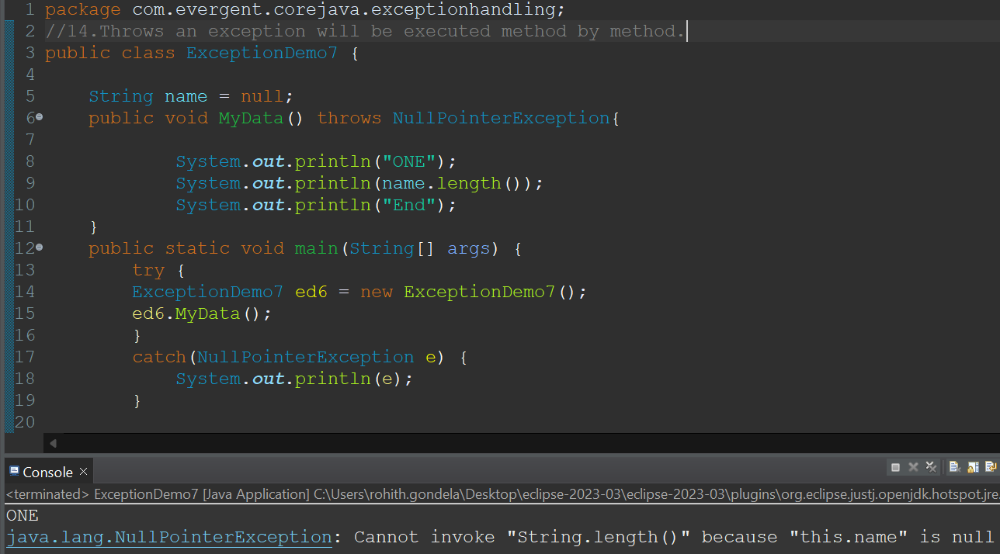 1 package com.evergent.corejava.exceptionhandling;
2 //14.Throws an exception will be executed method by method.
3 public class ExceptionDemo7 {
4
5 String name = null;
6 public void MyData() throws NullPointerException{
7
8 System.out.println("ONE");
9 System.out.println(name.length());
10 System.out.println("End");
11 }
12 public static void main(String[] args) {
13 try {
14 ExceptionDemo7 ed6 = new ExceptionDemo7();
15 ed6.MyData();
16 }
17 catch(NullPointerException e) {
18 System.out.println(e);
19 }
20
Console
<terminated> ExceptionDemo7 [Java Application] C:\Users\rohith.gondela\Desktop\eclipse-2023-03\eclipse-2023-03\plugins\org.eclipse.justj.openjdk.hotspot.jre.
ONE
java.lang.NullPointerException: Cannot invoke "String.length()" because "this.name" is null